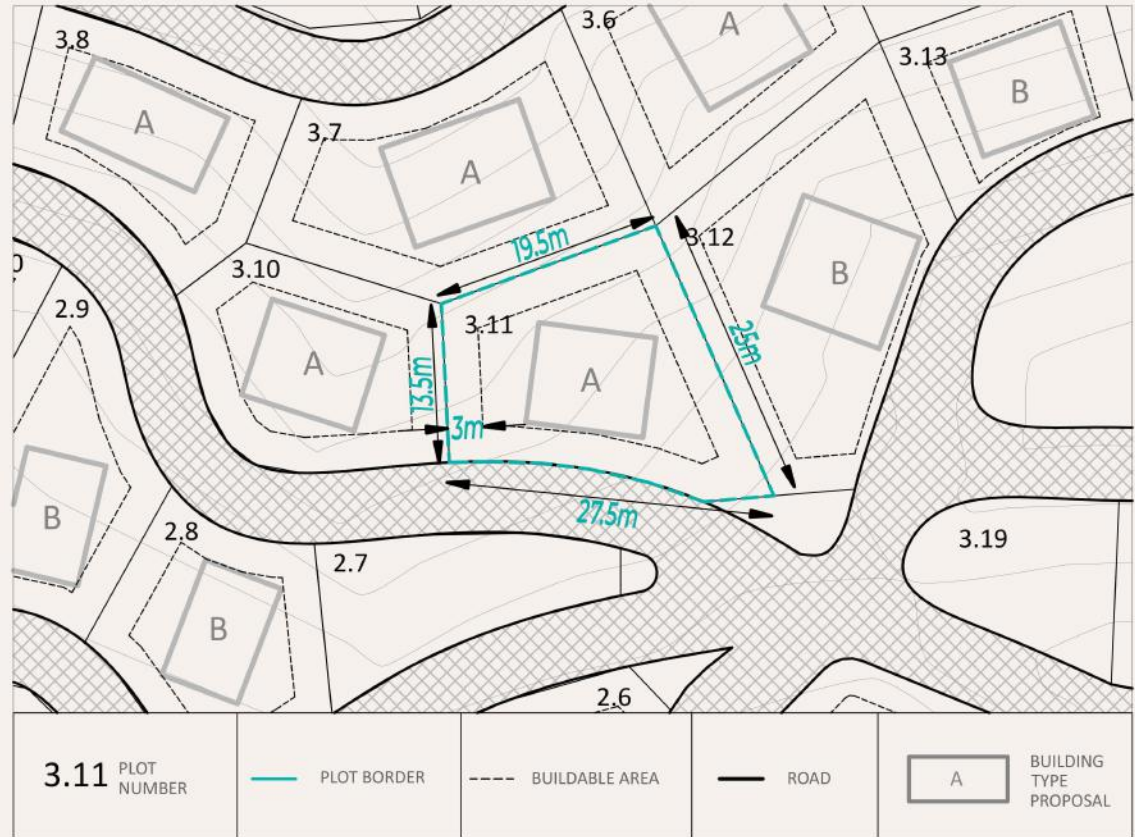 3.8
A
3.7
A
3.6
A
3.13
B
3.12
B
19.5m
25m
3.10
A
3.11
A
13.5m
3m
27.5m
0
2.9
B
2.8
B
2.7
2.6
3.19
3.11 PLOT
NUMBER
PLOT BORDER
BUILDABLE AREA
ROAD
A
BUILDING
TYPE
PROPOSAL